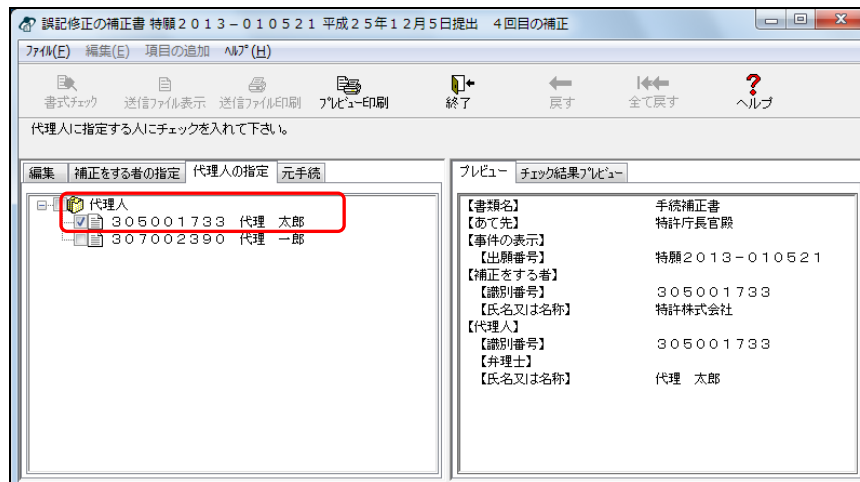 誤記修正の補正書 特願２０１３－０１０５２１ 平成２５年１２月５日提出　４回目の補正
ﾌｧｲﾙ(F)　編集(E)　項目の追加　ﾍﾙﾌﾟ(H)
書式ﾁｪｯｸ　送信ﾌｧｲﾙ表示　送信ﾌｧｲﾙ印刷　ﾌﾟﾚﾋﾞｭｰ印刷　終了　戻す　全て戻す　ヘルプ
代理人に指定する人にチェックを入れて下さい。
編集　補正をする者の指定　代理人の指定　元手続
代理人
３０５００１７３３　代理　太郎
３０７００２３９０　代理　一郎
プレビュー　チェック結果ﾌﾟﾚﾋﾞｭｰ
【書類名】　手続補正書
【あて先】　特許庁長官殿
【事件の表示】
【出願番号】　特願２０１３－０１０５２１
【補正をする者】
【識別番号】　３０５００１７３３
【氏名又は名称】　特許株式会社
【代理人】
【識別番号】　３０５００１７３３
【弁理士】
【氏名又は名称】　代理　太郎